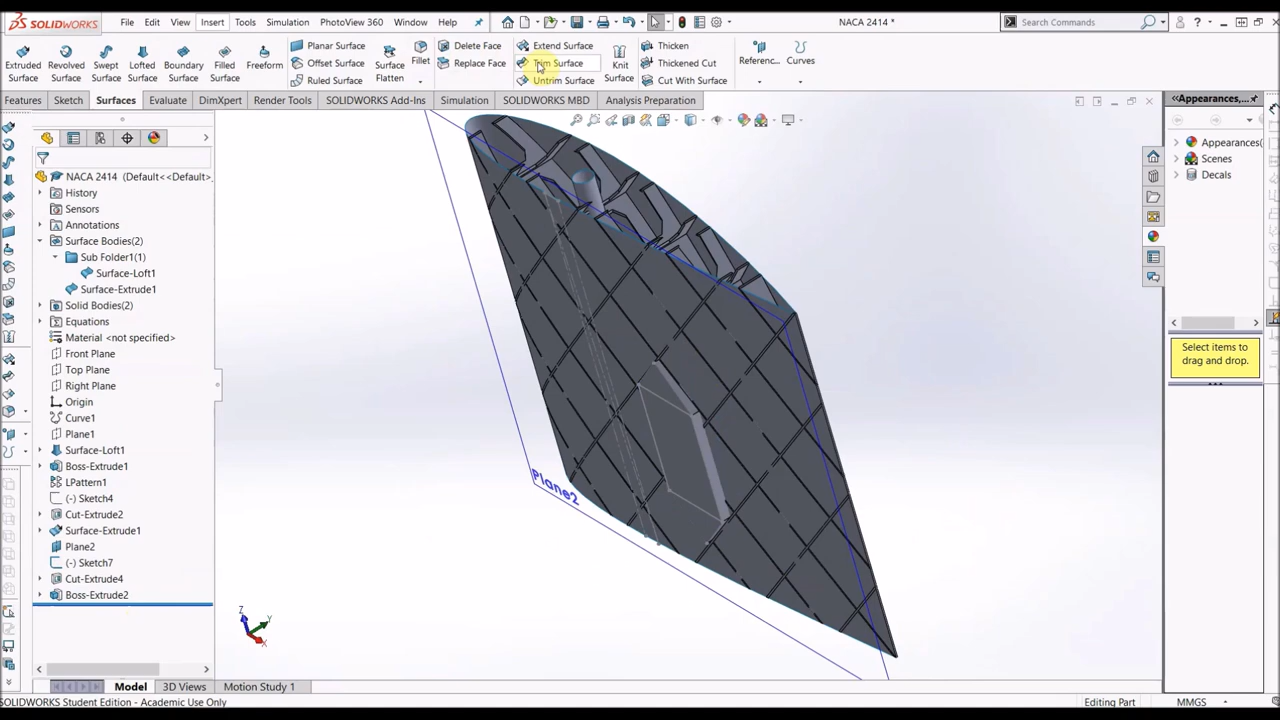 SOLIDWORKS File Edit View Insert Tools Simulation PhotoView 360 Window Help NACA 2414 * Search Commands
Extruded Surface
Revolved Surface
Swept Surface
Lofted Surface
Boundary Surface
Filled Surface
Freeform
Planar Surface
Offset Surface
Ruled Surface
Surface Flatten
Fillet
Delete Face
Replace Face
Extend Surface
Trim Surface
Untrim Surface
Knit Surface
Thicken
Thickened Cut
Cut With Surface
Referenc...
Curves
Features Sketch Surfaces Evaluate DimXpert Render Tools SOLIDWORKS Add-Ins Simulation SOLIDWORKS MBD Analysis Preparation
NACA 2414 (Default<<Default>_
History
Sensors
Annotations
Surface Bodies(2)
Sub Folder1(1)
Surface-Loft1
Surface-Extrude1
Solid Bodies(2)
Equations
Material <not specified>
Front Plane
Top Plane
Right Plane
Origin
Curve1
Plane1
Surface-Loft1
Boss-Extrude1
LPattern1
(-) Sketch4
Cut-Extrude2
Surface-Extrude1
Plane2
(-) Sketch7
Cut-Extrude4
Boss-Extrude2
Plane2
Z
Y
X
Appearances,...
Appearances(
Scenes
Decals
Select items to
drag and drop.
Model 3D Views Motion Study 1
SOLIDWORKS Student Edition - Academic Use Only Editing Part MMGS